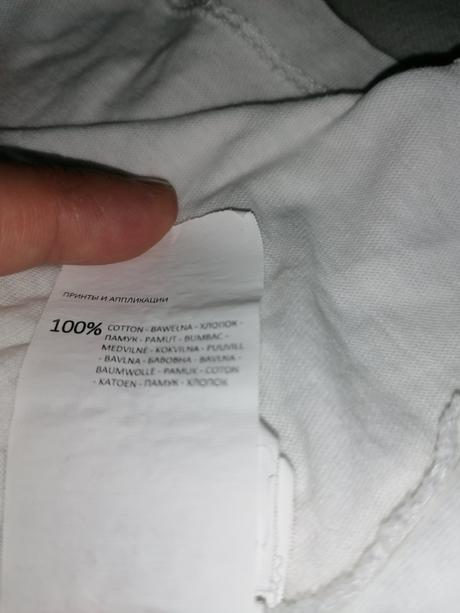 ПРИНТЫ И АППЛИКАЦИИ
100% COTTON - BAWEŁNA - ХЛОПОК -
ПАМУК - PAMUT - BUMBAC -
MEDVILNĖ - KOKVILNA - PUUVILL
- BAVLNA - БАВОВНА - BAVLNA -
BAUMWOLLE - PAMUK - COTON
- KATOEN - ПАМУК - ХЛОПОК